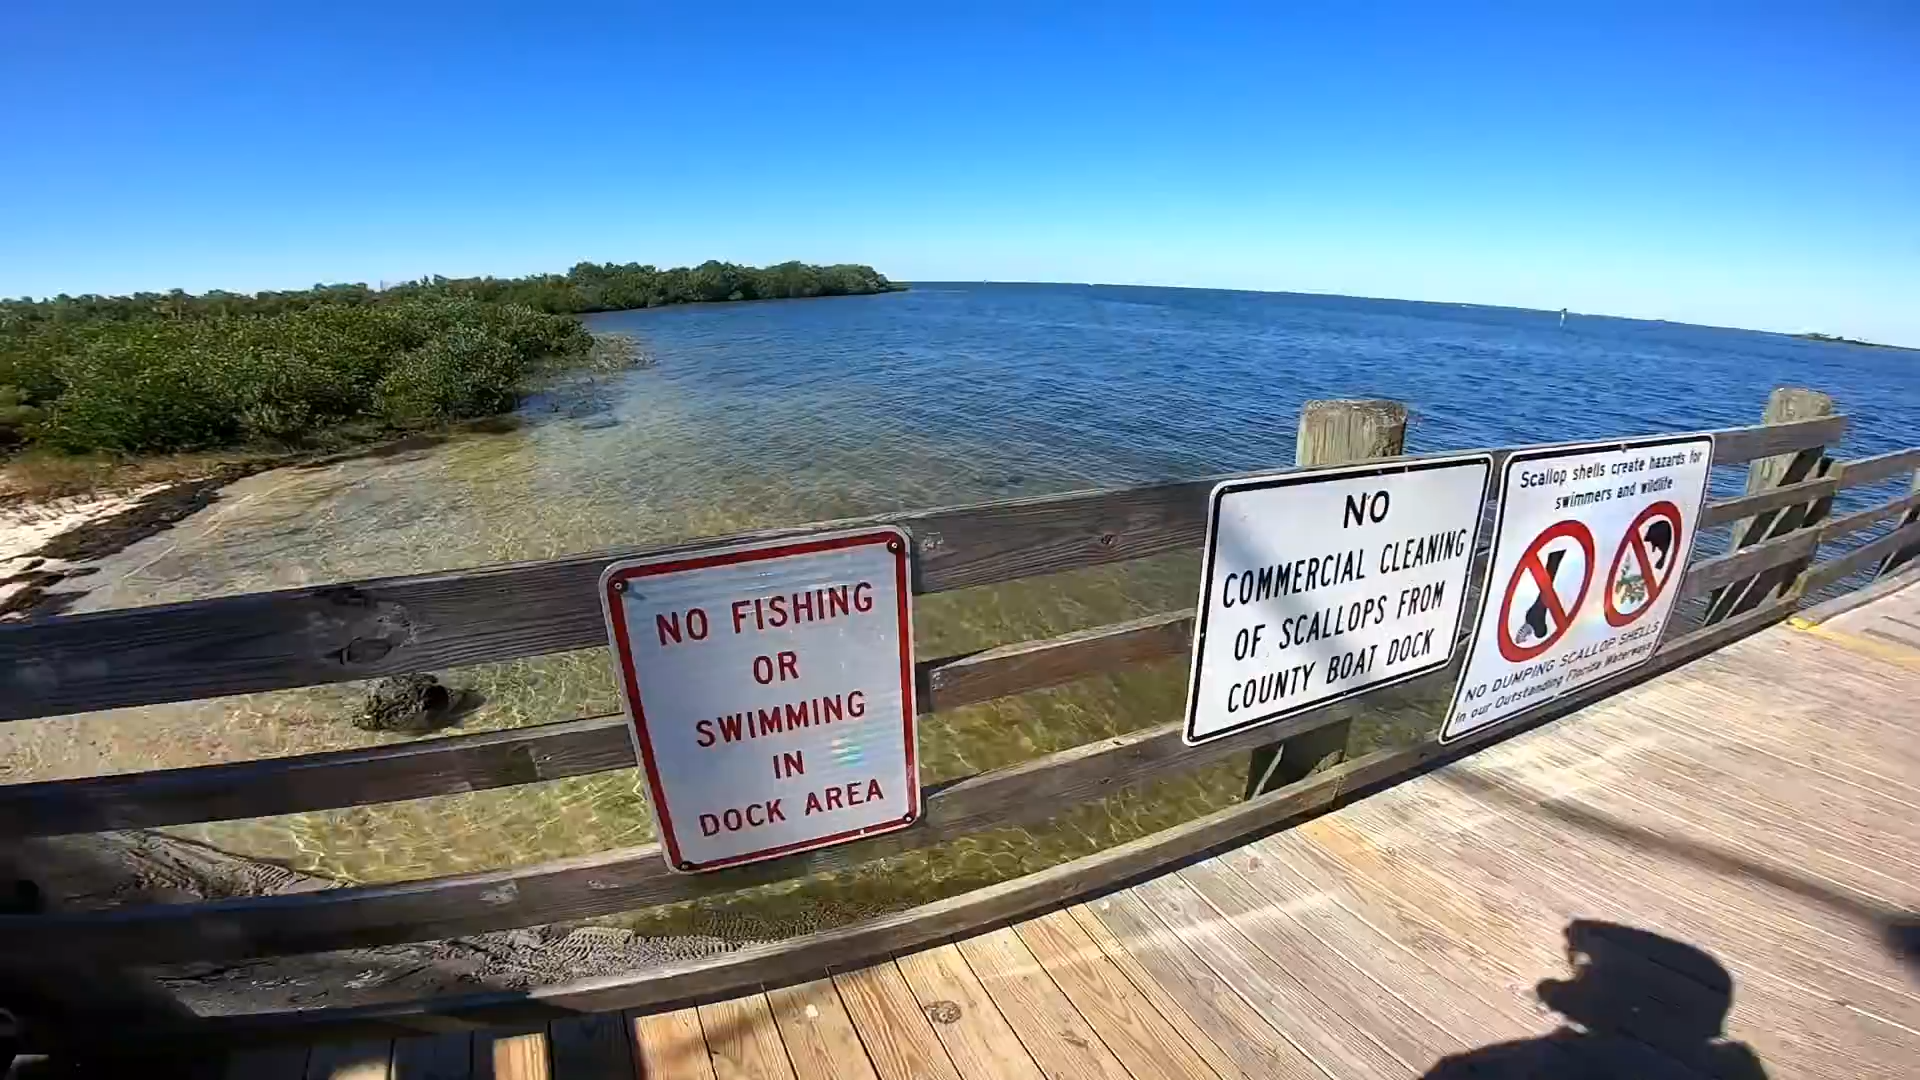 NO FISHING
OR
SWIMMING
IN
DOCK AREA
NO
COMMERCIAL CLEANING
OF SCALLOPS FROM
COUNTY BOAT DOCK
Scallop shells create hazards for
swimmers and wildlife
NO DUMPING SCALLOP SHELLS
In our Outstanding Florida Waterways